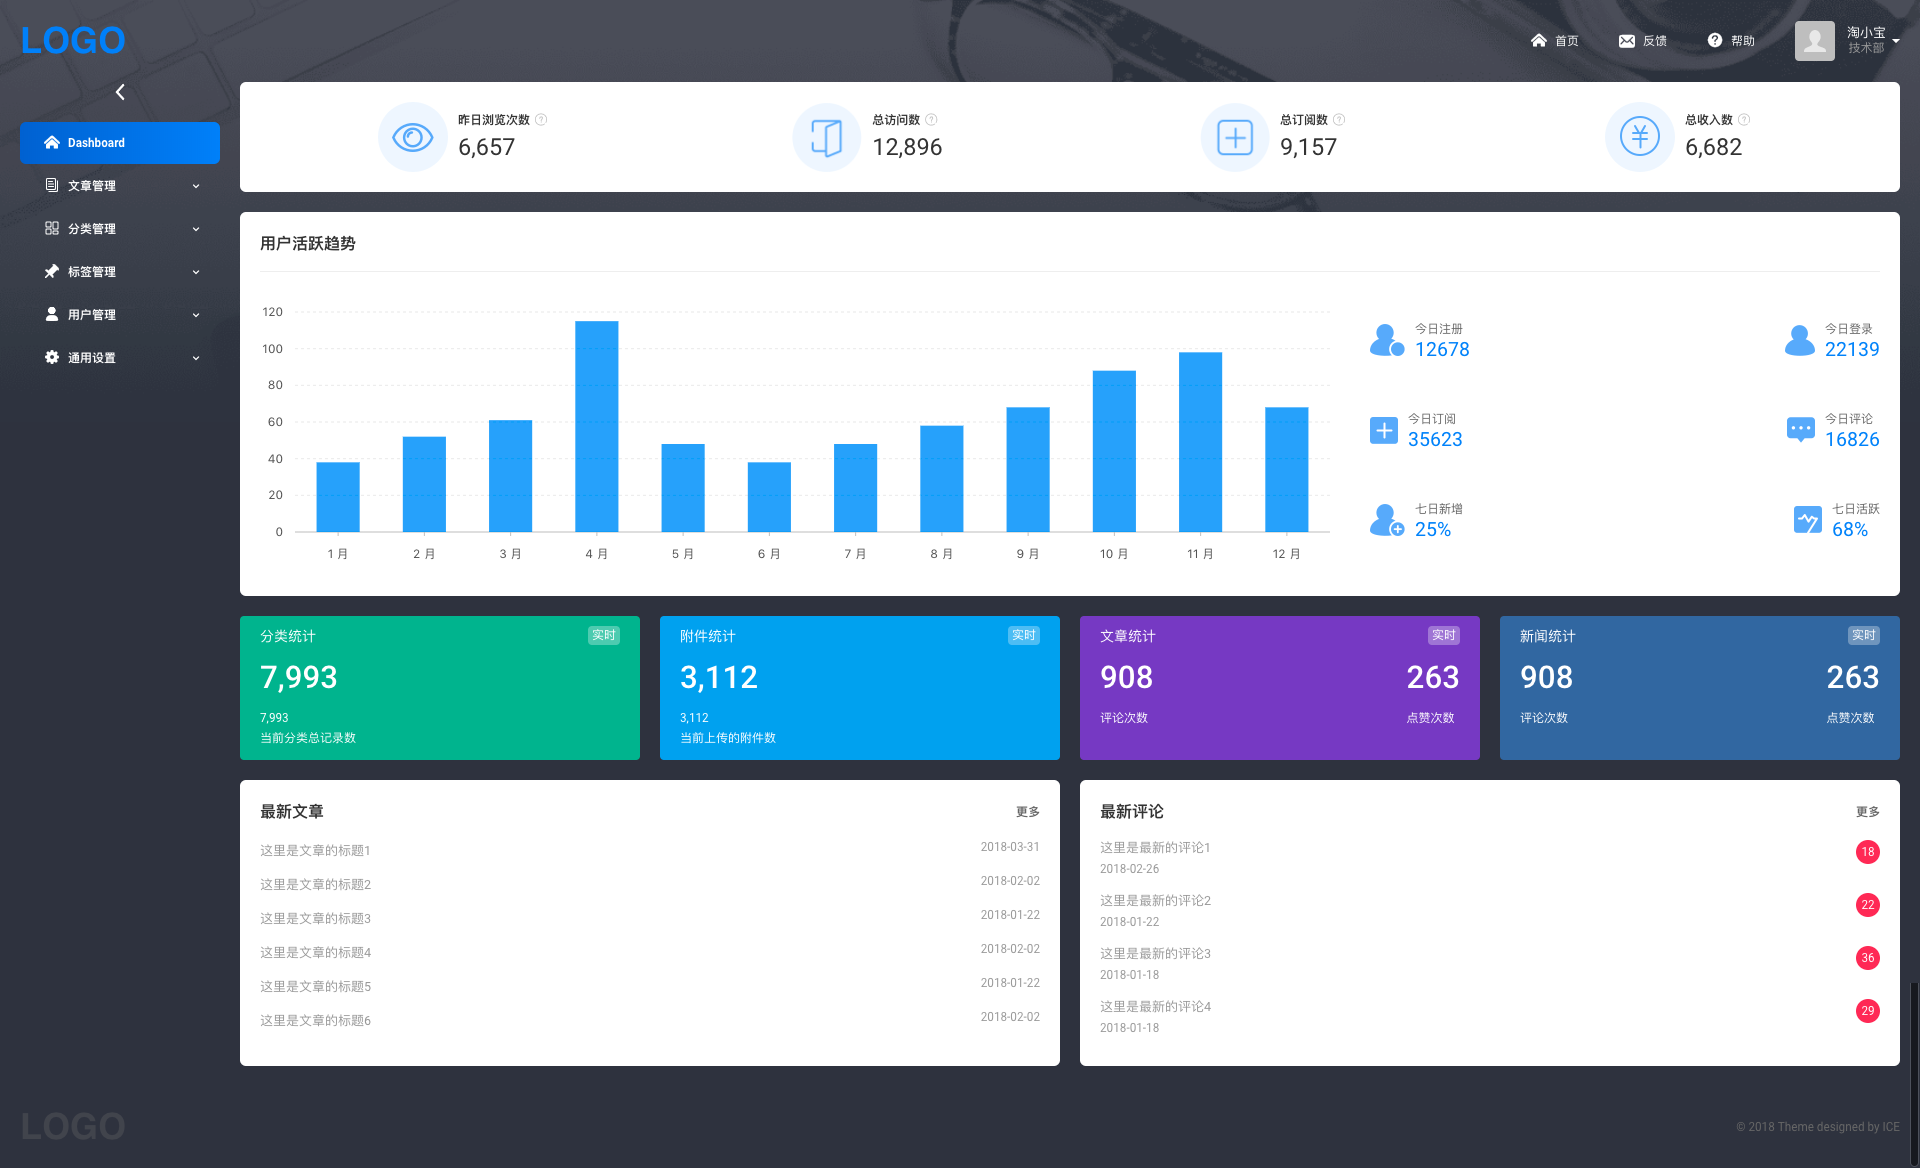 LOGO
首页
反馈
帮助
淘小宝
技术部
Dashboard
文章管理
分类管理
标签管理
用户管理
通用设置
昨日浏览次数
6,657
总访问数
12,896
总订阅数
9,157
总收入数
6,682
用户活跃趋势
120
100
80
60
40
20
0
1 月
2 月
3 月
4 月
5 月
6 月
7 月
8 月
9 月
10 月
11 月
12 月
今日注册
12678
今日登录
22139
今日订阅
35623
今日评论
16826
七日新增
25%
七日活跃
68%
分类统计
实时
7,993
7,993
当前分类总记录数
附件统计
实时
3,112
3,112
当前上传的附件数
文章统计
实时
908
263
评论次数
点赞次数
新闻统计
实时
908
263
评论次数
点赞次数
最新文章
更多
这里是文章的标题1
2018-03-31
这里是文章的标题2
2018-02-02
这里是文章的标题3
2018-01-22
这里是文章的标题4
2018-02-02
这里是文章的标题5
2018-01-22
这里是文章的标题6
2018-02-02
最新评论
更多
这里是最新的评论1
2018-02-26
18
这里是最新的评论2
2018-01-22
22
这里是最新的评论3
2018-01-18
36
这里是最新的评论4
2018-01-18
29
LOGO
© 2018 Theme designed by ICE